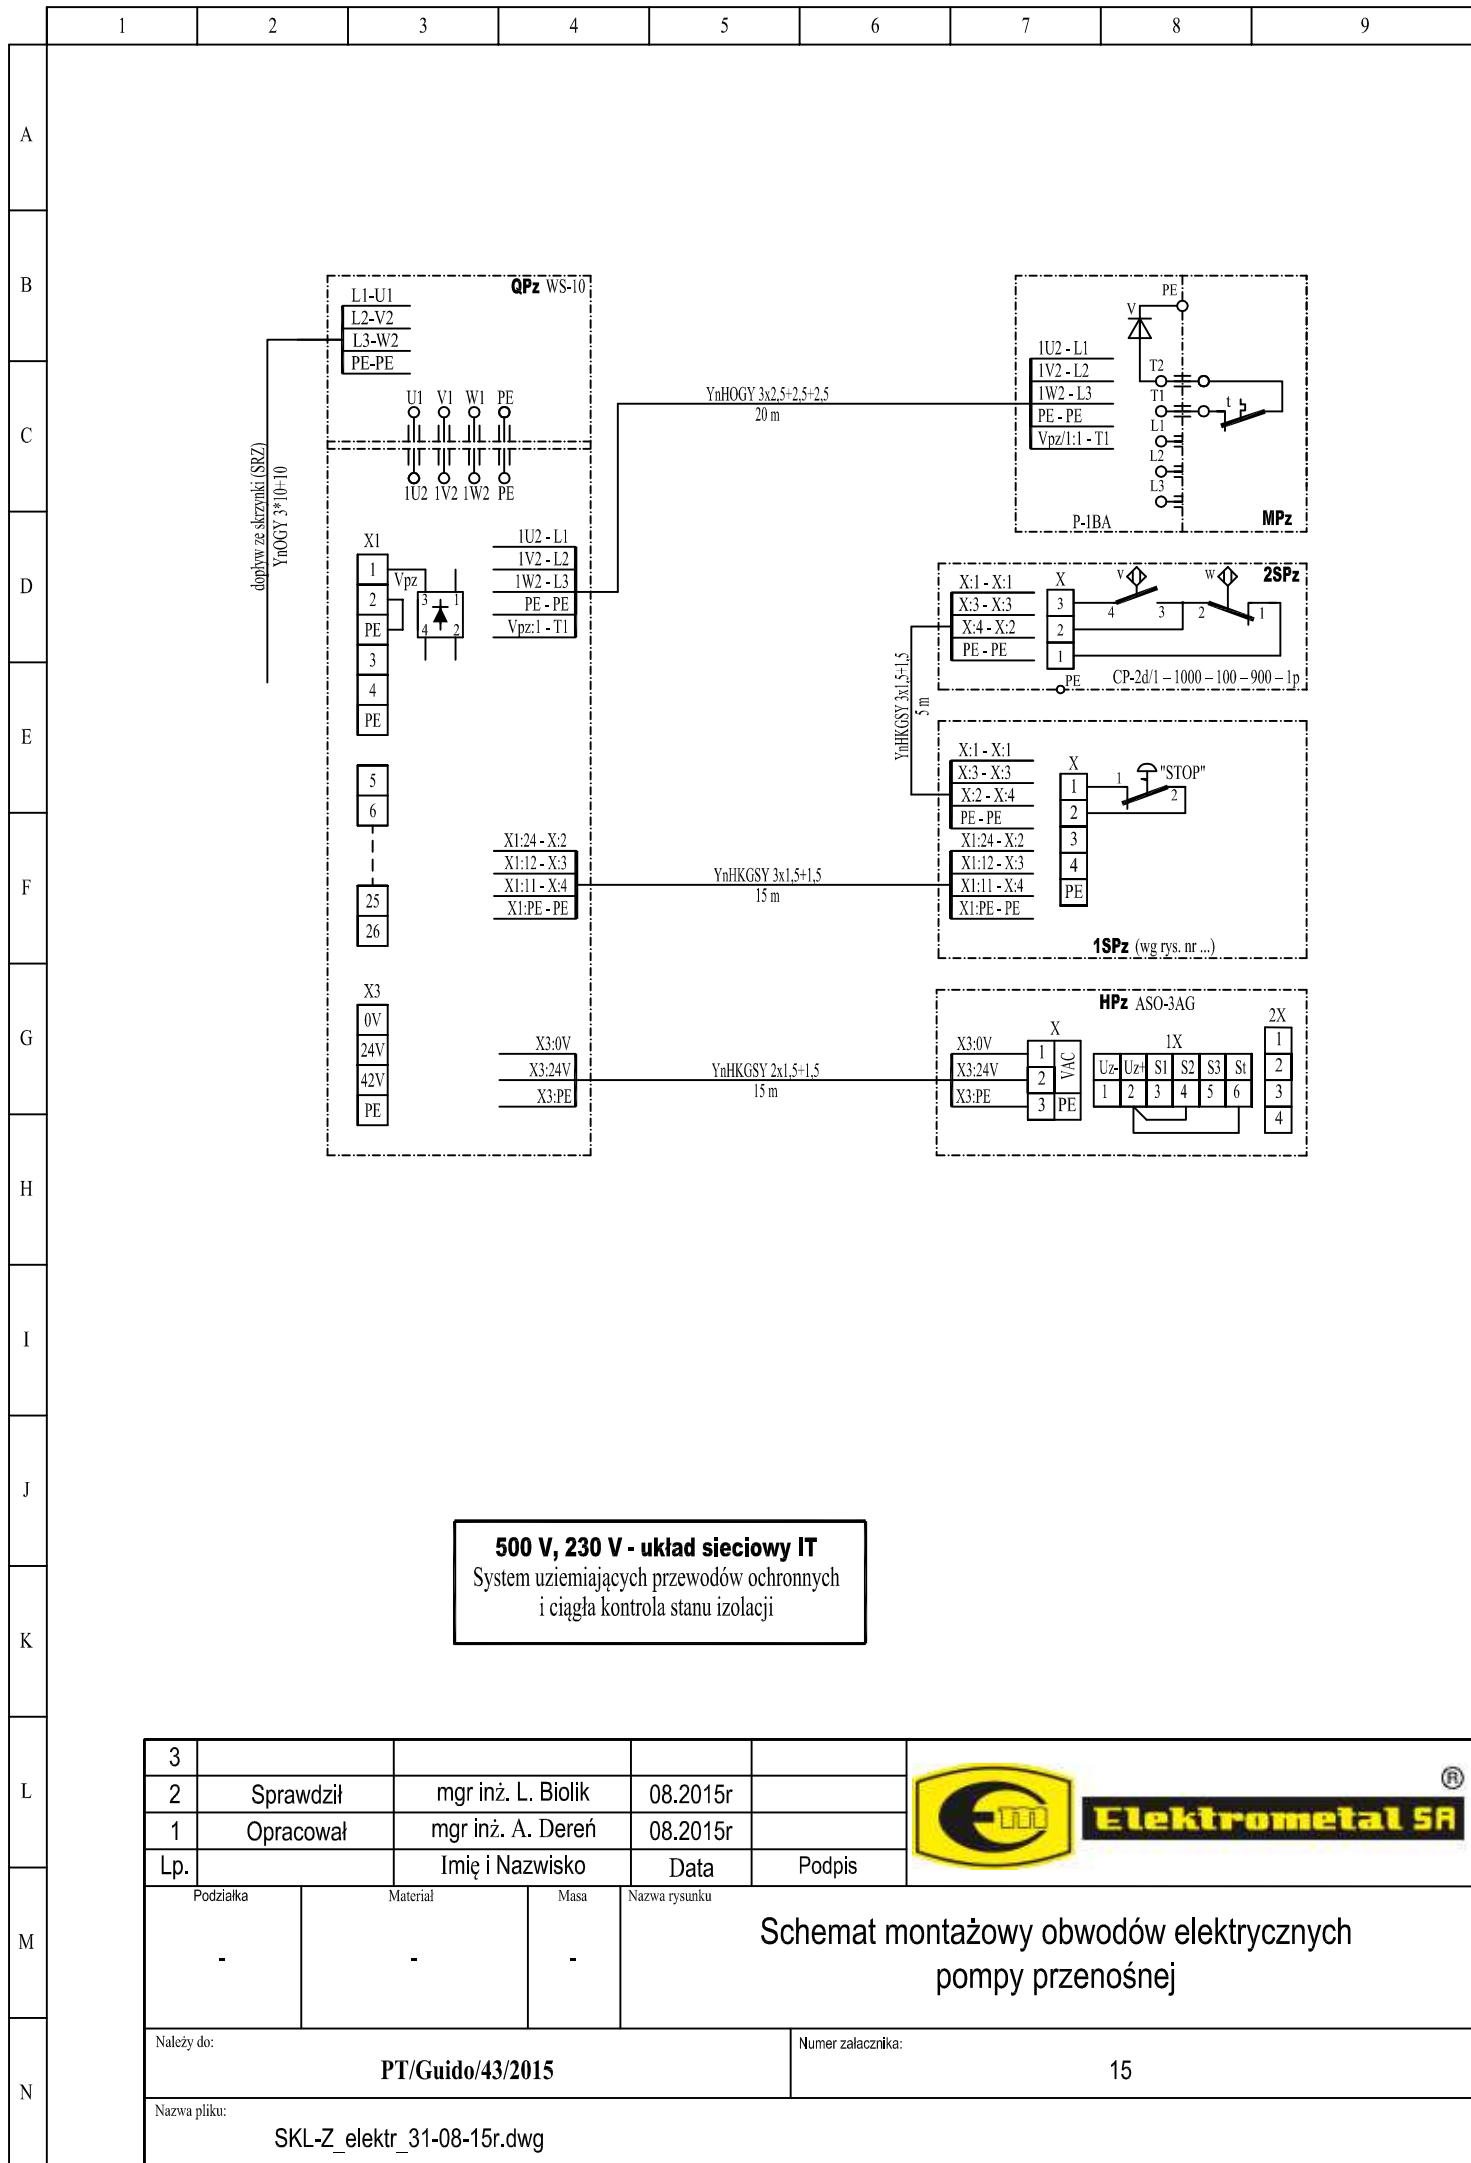 1 2 3 4 5 6 7 8 9
A
B
C
D
E
F
G
H
I
J
K
L
M
N
QPz WS-10
L1-U1
L2-V2
L3-W2
PE-PE
dopływ ze skrzynki (SRZ)
YnOGY 3*10+10
U1 V1 W1 PE
1U2 1V2 1W2 PE
X1
1
2
PE
3
4
PE
5
6
25
26
Vpz
3 1
4 2
1U2 - L1
1V2 - L2
1W2 - L3
PE - PE
Vpz:1 - T1
YnHOGY 3x2,5+2,5+2,5
20 m
1U2 - L1
1V2 - L2
1W2 - L3
PE - PE
Vpz/1:1 - T1
PE
V
T2
T1
L1
L2
L3
t
P-1BA
MPz
X:1 - X:1
X:3 - X:3
X:4 - X:2
PE - PE
X
3
2
1
PE
V
4 3
W
2 1
2SPz
CP-2d/1 – 1000 – 100 – 900 – 1p
YnHKGSY 3x1,5+1,5
5 m
X:1 - X:1
X:3 - X:3
X:2 - X:4
PE - PE
X1:24 - X:2
X1:12 - X:3
X1:11 - X:4
X1:PE - PE
X
1
2
3
4
PE
1 "STOP"
2
1SPz (wg rys. nr ...)
X1:24 - X:2
X1:12 - X:3
X1:11 - X:4
X1:PE - PE
YnHKGSY 3x1,5+1,5
15 m
X3
0V
24V
42V
PE
X3:0V
X3:24V
X3:PE
YnHKGSY 2x1,5+1,5
15 m
HPz ASO-3AG
X3:0V
X3:24V
X3:PE
X
1
2
3
VAC
PE
1X
Uz- Uz+ S1 S2 S3 St
1 2 3 4 5 6
2X
1
2
3
4
500 V, 230 V - układ sieciowy IT
System uziemiających przewodów ochronnych
i ciągła kontrola stanu izolacji
3
2 Sprawdził mgr inż. L. Biolik 08.2015r
1 Opracował mgr inż. A. Dereń 08.2015r
Lp. Imię i Nazwisko Data Podpis
Em Elektrometal SA ®
Podziałka Materiał Masa Nazwa rysunku
- - -
Schemat montażowy obwodów elektrycznych
pompy przenośnej
Należy do:
PT/Guido/43/2015
Numer załacznika:
15
Nazwa pliku:
SKL-Z_elektr_31-08-15r.dwg